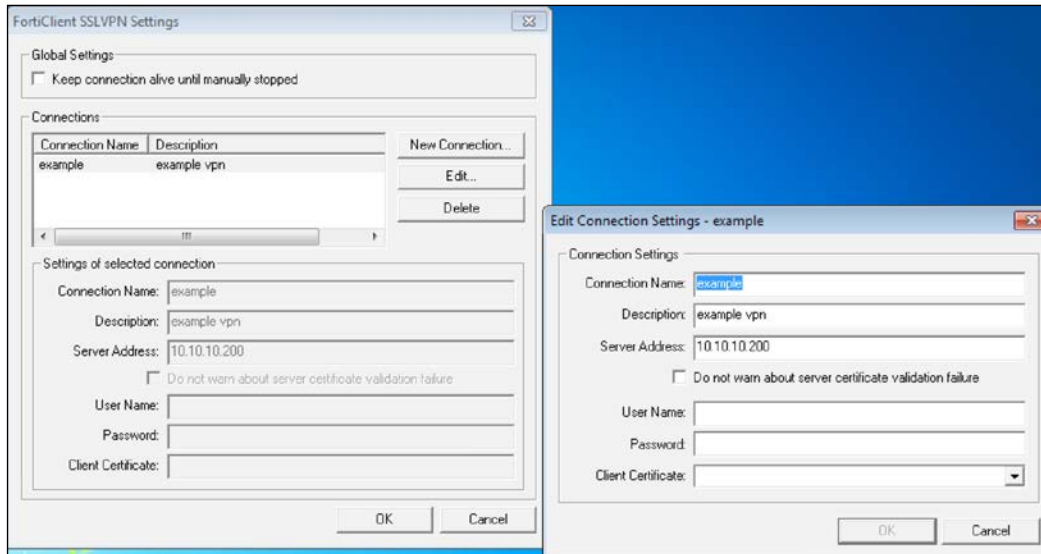 FortiClient SSLVPN Settings
Global Settings
Keep connection alive until manually stopped
Connections
Connection Name Description
example example vpn
New Connection...
Edit...
Delete
Settings of selected connection
Connection Name: example
Description: example vpn
Server Address: 10.10.10.200
Do not warn about server certificate validation failure
User Name:
Password:
Client Certificate:
OK Cancel
Edit Connection Settings - example
Connection Settings
Connection Name: example
Description: example vpn
Server Address: 10.10.10.200
Do not warn about server certificate validation failure
User Name:
Password:
Client Certificate:
OK Cancel